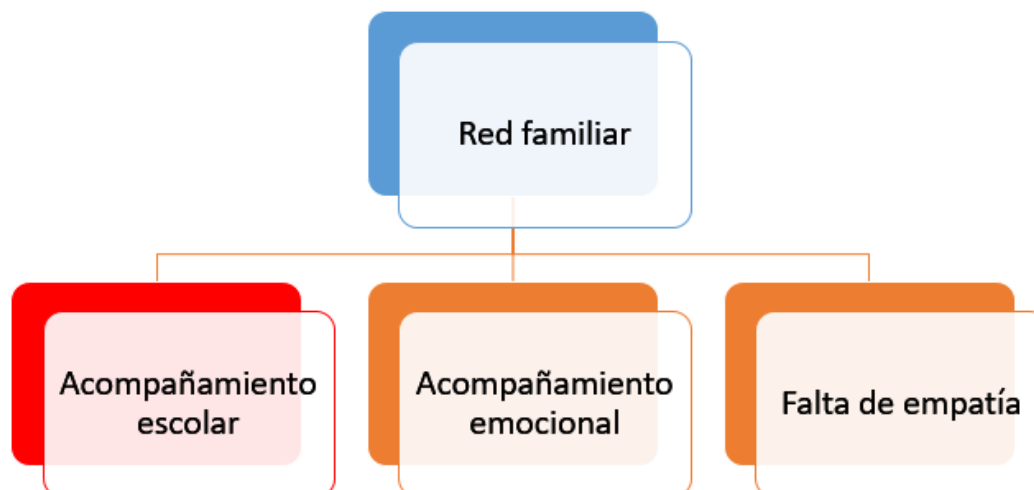 Red familiar
Acompañamiento
escolar
Acompañamiento
emocional
Falta de empatía